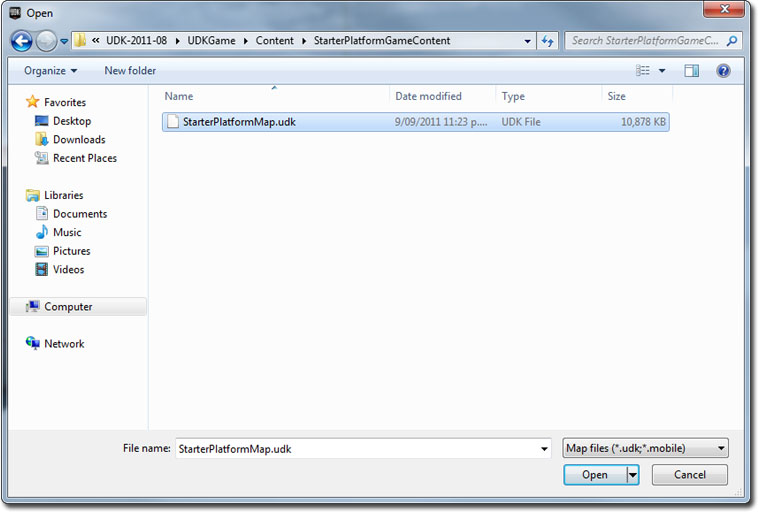 UDK Open
« UDK-2011-08 UDKGame Content StarterPlatformGameContent Search StarterPlatformGameC...
Organize New folder
Favorites
Desktop
Downloads
Recent Places
Libraries
Documents
Music
Pictures
Videos
Computer
Network
Name Date modified Type Size
StarterPlatformMap.udk 9/09/2011 11:23 p.... UDK File 10,878 KB
File name: StarterPlatformMap.udk Map files (*.udk;*.mobile)
Open Cancel